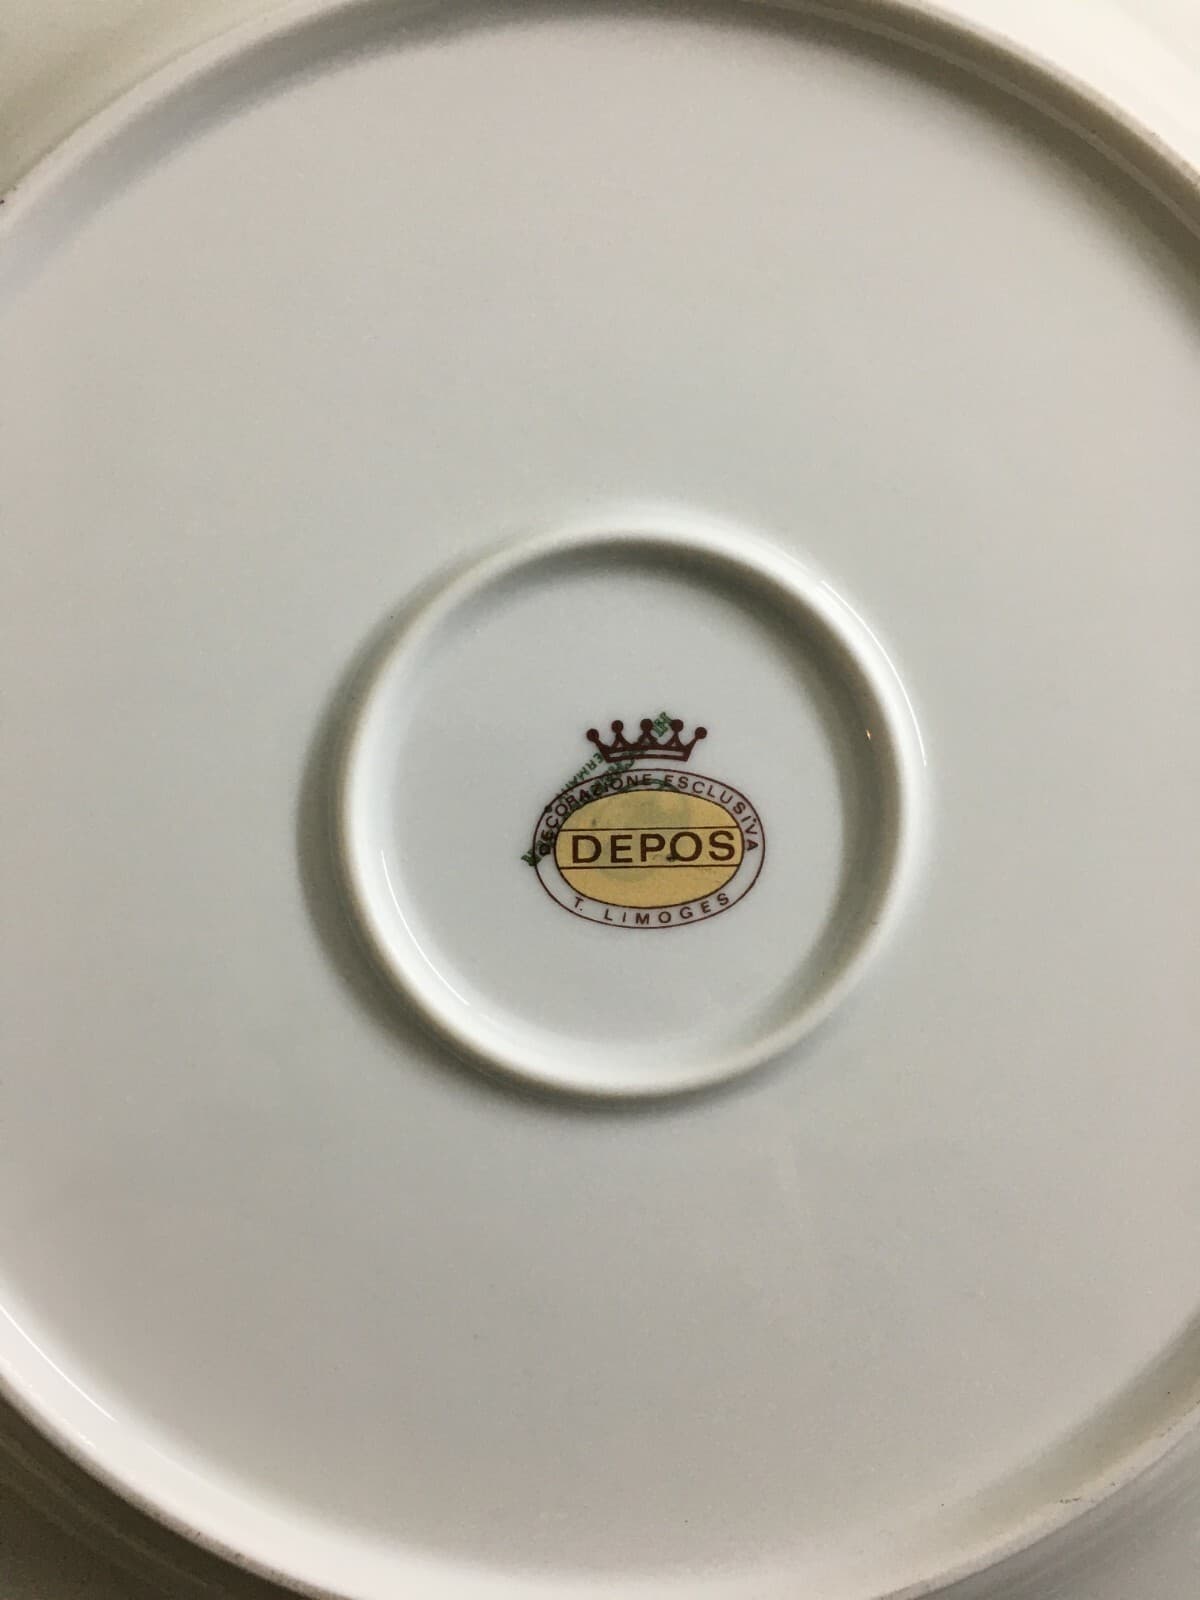 DECORAZIONE ESCLUSIVA
DEPOS
T. LIMOGES